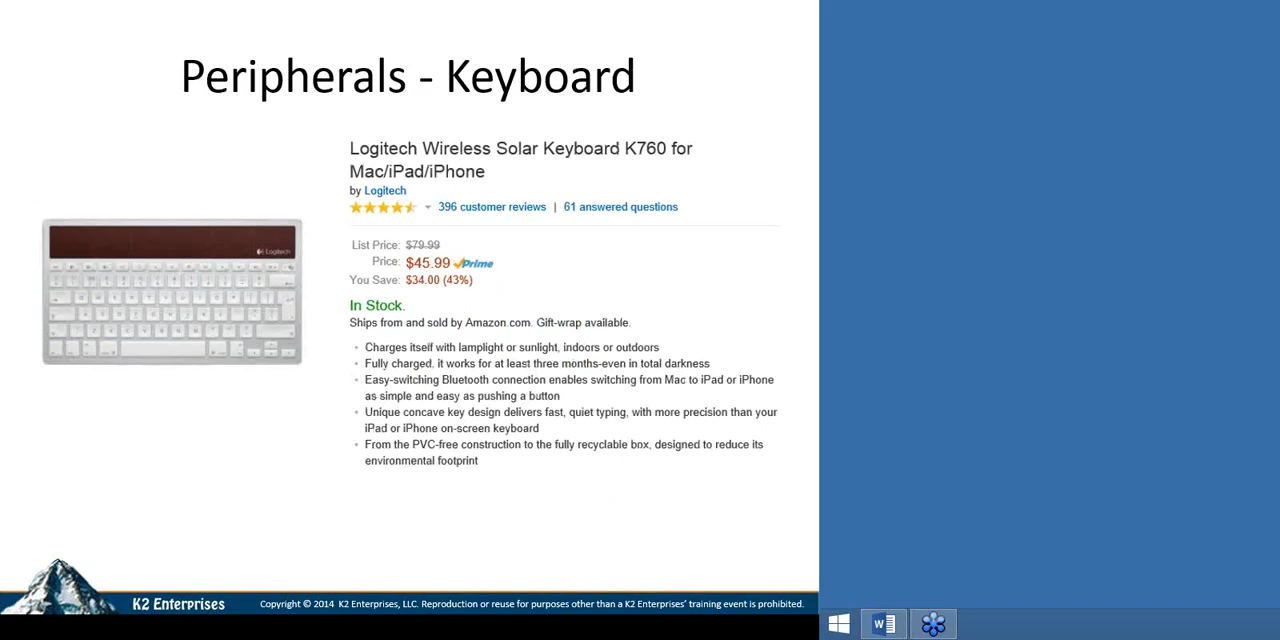 Peripherals - Keyboard
Logitech Wireless Solar Keyboard K760 for
Mac/iPad/iPhone
by Logitech
396 customer reviews | 61 answered questions
Logitech
List Price: $79.99
Price: $45.99 Prime
You Save: $34.00 (43%)
In Stock.
Ships from and sold by Amazon.com. Gift-wrap available.
Charges itself with lamplight or sunlight, indoors or outdoors
Fully charged, it works for at least three months-even in total darkness
Easy-switching Bluetooth connection enables switching from Mac to iPad or iPhone
as simple and easy as pushing a button
Unique concave key design delivers fast, quiet typing, with more precision than your
iPad or iPhone on-screen keyboard
From the PVC-free construction to the fully recyclable box, designed to reduce its
environmental footprint
K2 Enterprises
Copyright © 2014 K2 Enterprises, LLC. Reproduction or reuse for purposes other than a K2 Enterprises' training event is prohibited.
W